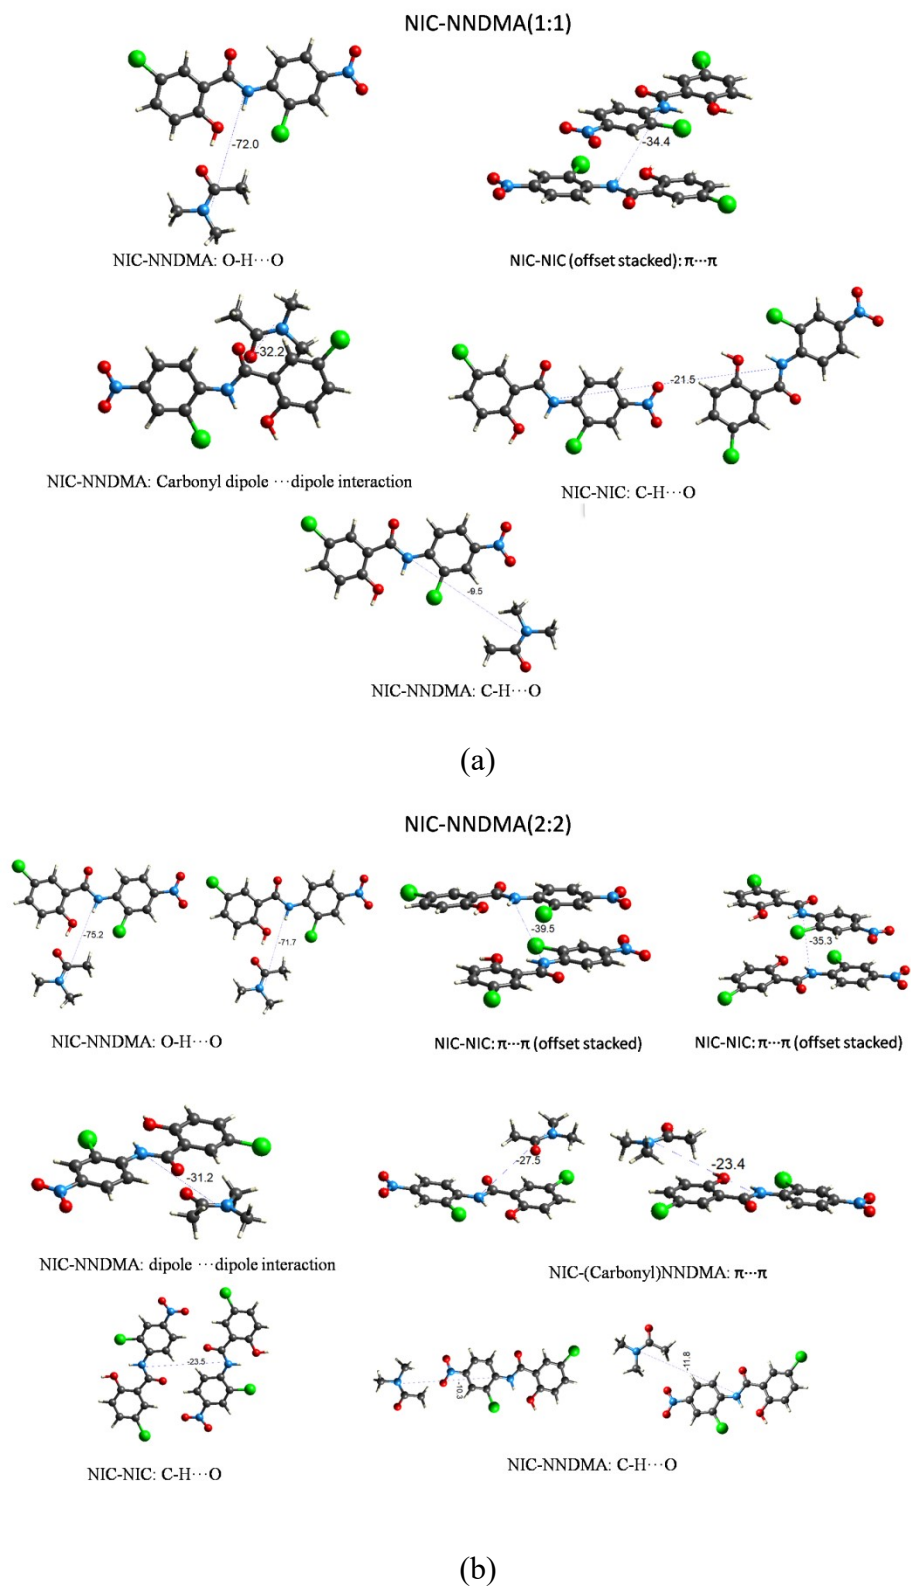 NIC-NNDMA(1:1)
-72.0
-34.4
NIC-NNDMA: O-H···O
NIC-NIC (offset stacked): π···π
-32.2
-21.5
NIC-NNDMA: Carbonyl dipole ···dipole interaction
NIC-NIC: C-H···O
-9.5
NIC-NNDMA: C-H···O
(a)
NIC-NNDMA(2:2)
-75.2
-71.7
-39.5
-35.3
NIC-NNDMA: O-H···O
NIC-NIC: π···π (offset stacked)
NIC-NIC: π···π (offset stacked)
-31.2
-27.5
-23.4
NIC-NNDMA: dipole ···dipole interaction
NIC-(Carbonyl)NNDMA: π···π
-23.5
-10.3
-11.8
NIC-NIC: C-H···O
NIC-NNDMA: C-H···O
(b)